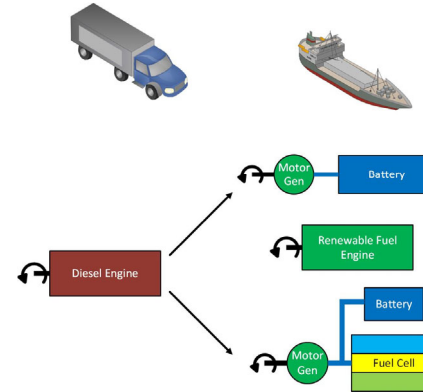 Motor
Gen
Battery
Renewable Fuel
Engine
Diesel Engine
Battery
Motor
Gen
Fuel Cell